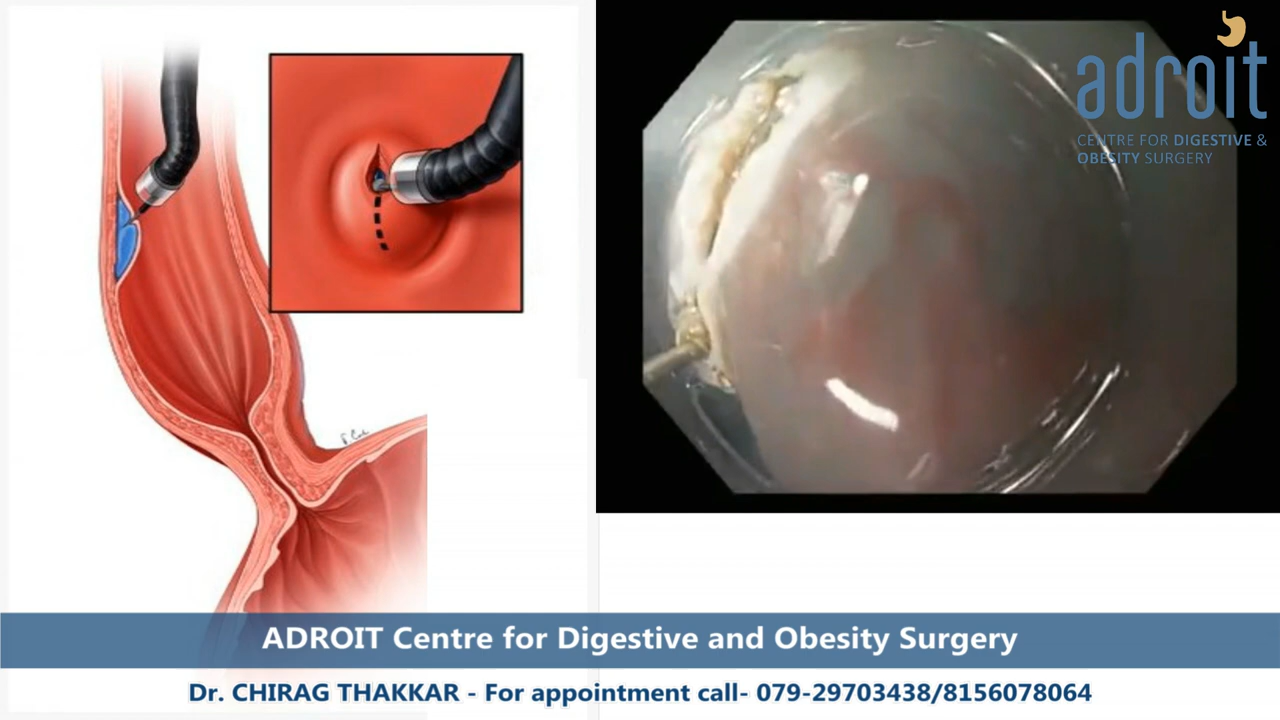 adroit
CENTRE FOR DIGESTIVE &
OBESITY SURGERY
ADROIT Centre for Digestive and Obesity Surgery
Dr. CHIRAG THAKKAR - For appointment call- 079-29703438/8156078064